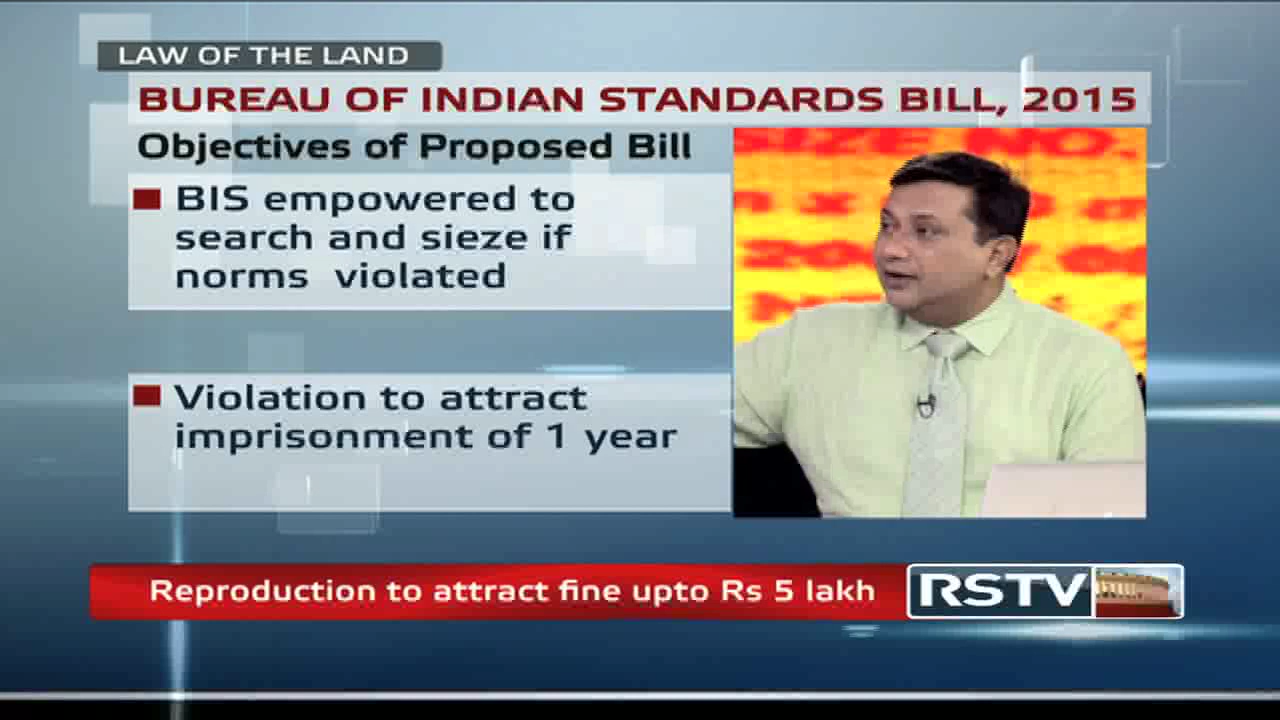 LAW OF THE LAND
BUREAU OF INDIAN STANDARDS BILL, 2015
Objectives of Proposed Bill
BIS empowered to
search and sieze if
norms violated
Violation to attract
imprisonment of 1 year
SIZE NO.
Reproduction to attract fine upto Rs 5 lakh
RSTV